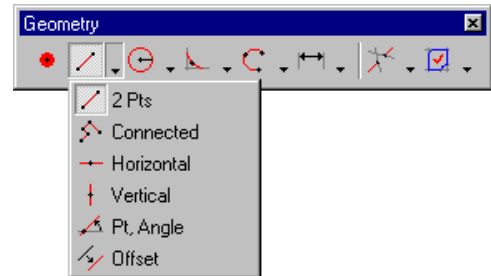 Geometry
2 Pts
Connected
Horizontal
Vertical
Pt, Angle
Offset